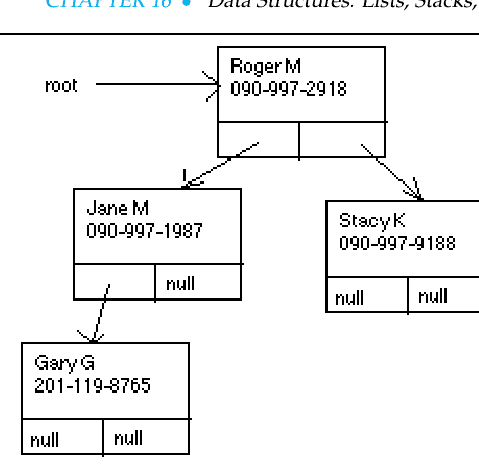 CHAPTER 16 • Data Structures: Lists, Stacks,
root
Roger M
090-997-2918
Jane M
090-997-1987
null
Stacy K
090-997-9188
null null
Gary G
201-119-8765
null null